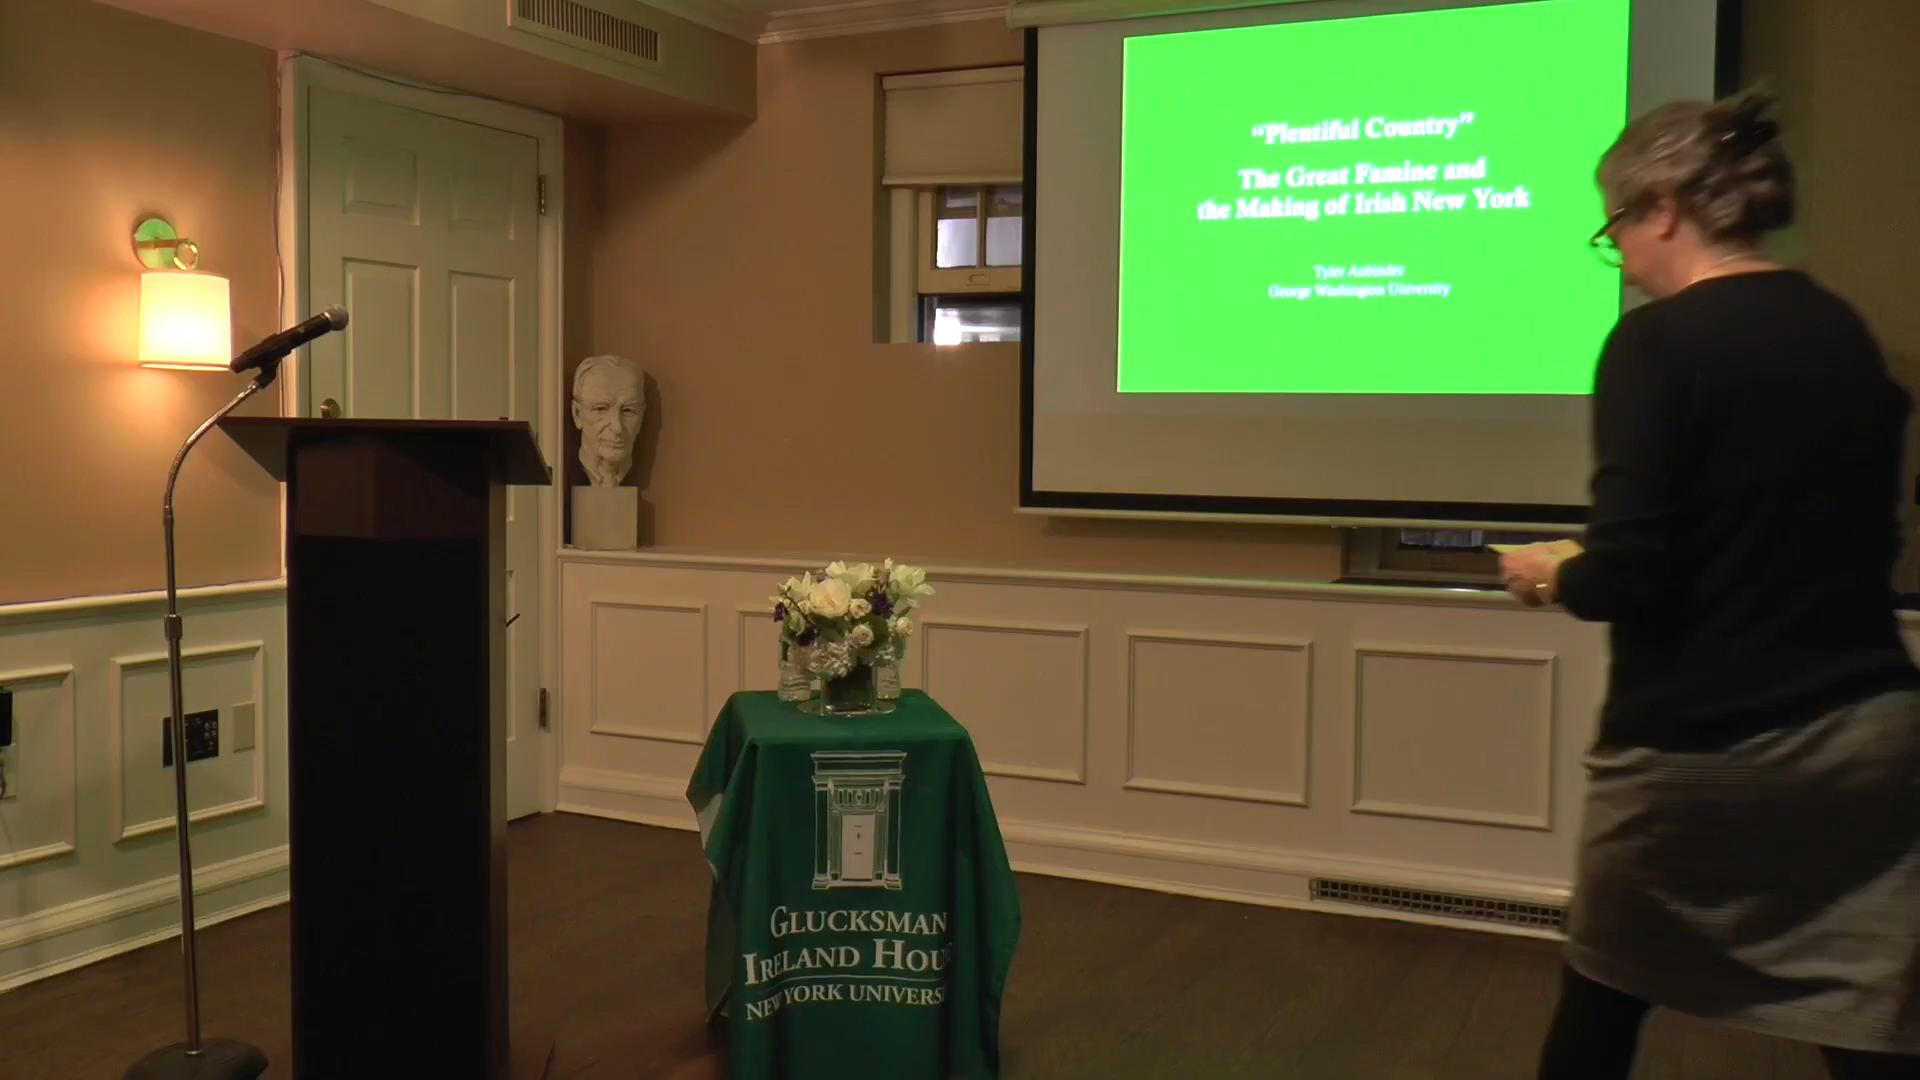 “Plentiful Country”
The Great Famine and
the Making of Irish New York
Tyler Anbinder
George Washington University
GLUCKSMAN
IRELAND HOU
NEW YORK UNIVERS